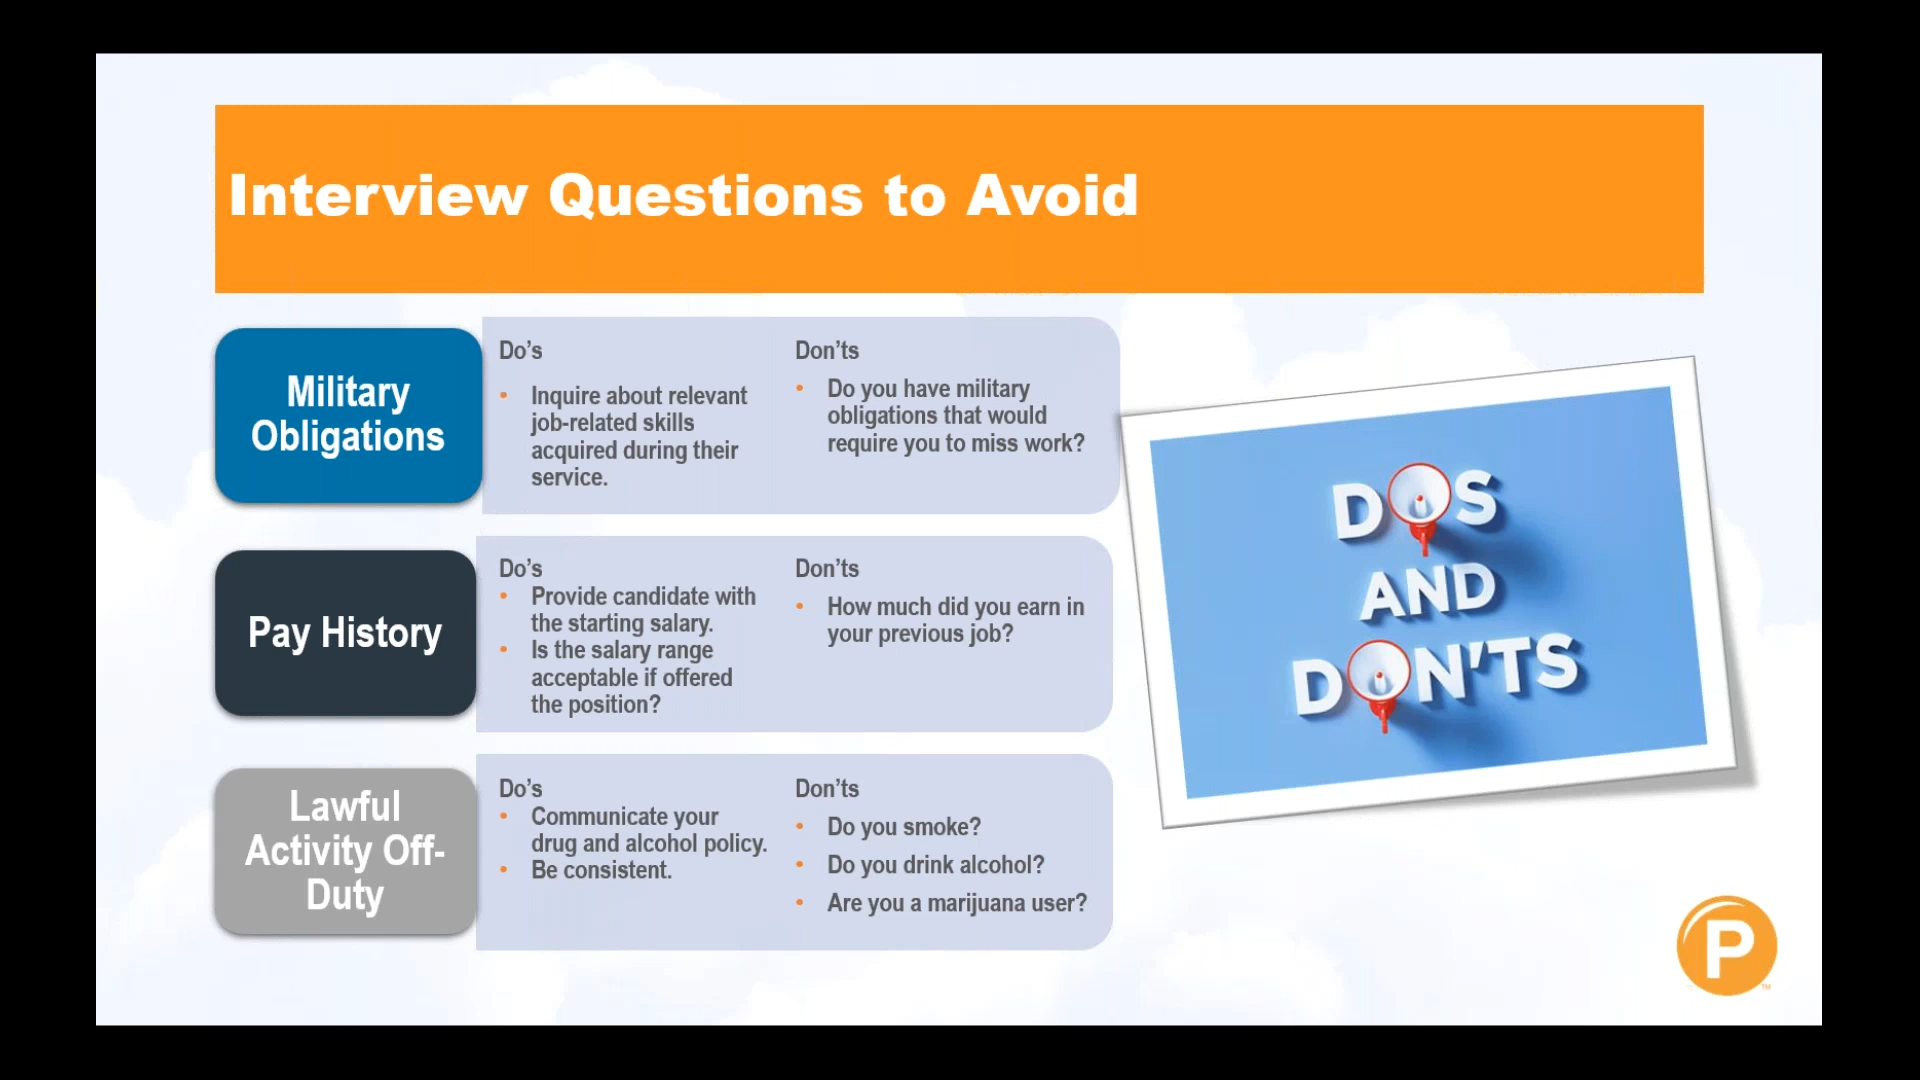 Interview Questions to Avoid
Military
Obligations
Do's
• Inquire about relevant
job-related skills
acquired during their
service.
Don'ts
• Do you have military
obligations that would
require you to miss work?
Pay History
Do's
• Provide candidate with
the starting salary.
• Is the salary range
acceptable if offered
the position?
Don'ts
• How much did you earn in
your previous job?
Lawful
Activity Off-
Duty
Do's
• Communicate your
drug and alcohol policy.
• Be consistent.
Don'ts
• Do you smoke?
• Do you drink alcohol?
• Are you a marijuana user?
DOS
AND
DON'TS
P
TM